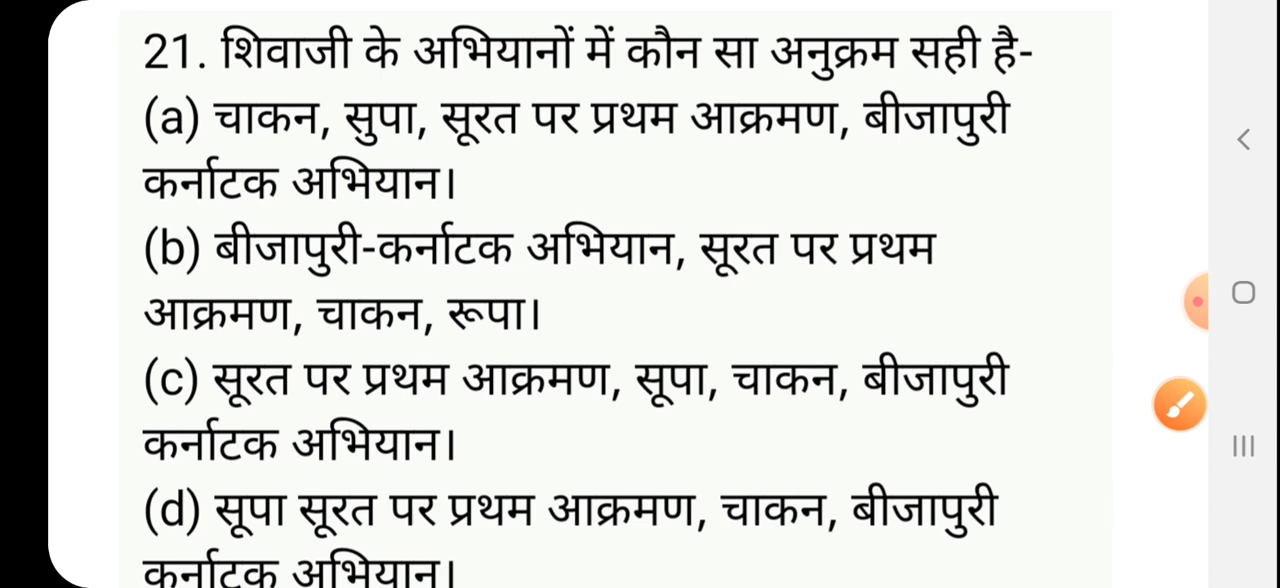 21. शिवाजी के अभियानों में कौन सा अनुक्रम सही है-
(a) चाकन, सुपा, सूरत पर प्रथम आक्रमण, बीजापुरी
कर्नाटक अभियान।
(b) बीजापुरी-कर्नाटक अभियान, सूरत पर प्रथम
आक्रमण, चाकन, रूपा।
(c) सूरत पर प्रथम आक्रमण, सूपा, चाकन, बीजापुरी
कर्नाटक अभियान।
(d) सूपा सूरत पर प्रथम आक्रमण, चाकन, बीजापुरी
कर्नाटक अभियान।